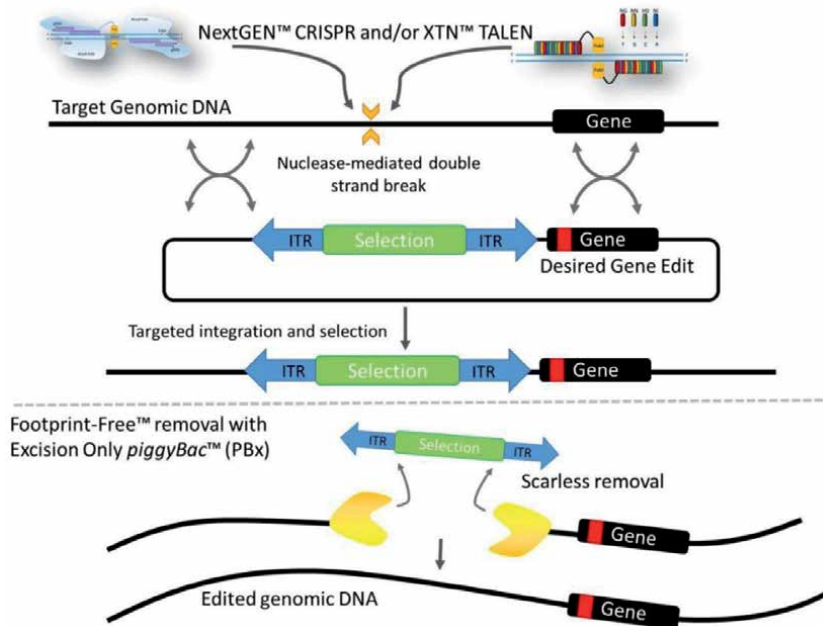 NextGEN™ CRISPR and/or XTN™ TALEN
Target Genomic DNA
Gene
Nuclease-mediated double
strand break
ITR
Selection
ITR
Gene
Desired Gene Edit
Targeted integration and selection
ITR
Selection
ITR
Gene
Footprint-Free™ removal with
Excision Only piggyBac™ (PBx)
ITR
Selection
ITR
Scarless removal
Gene
Edited genomic DNA
Gene